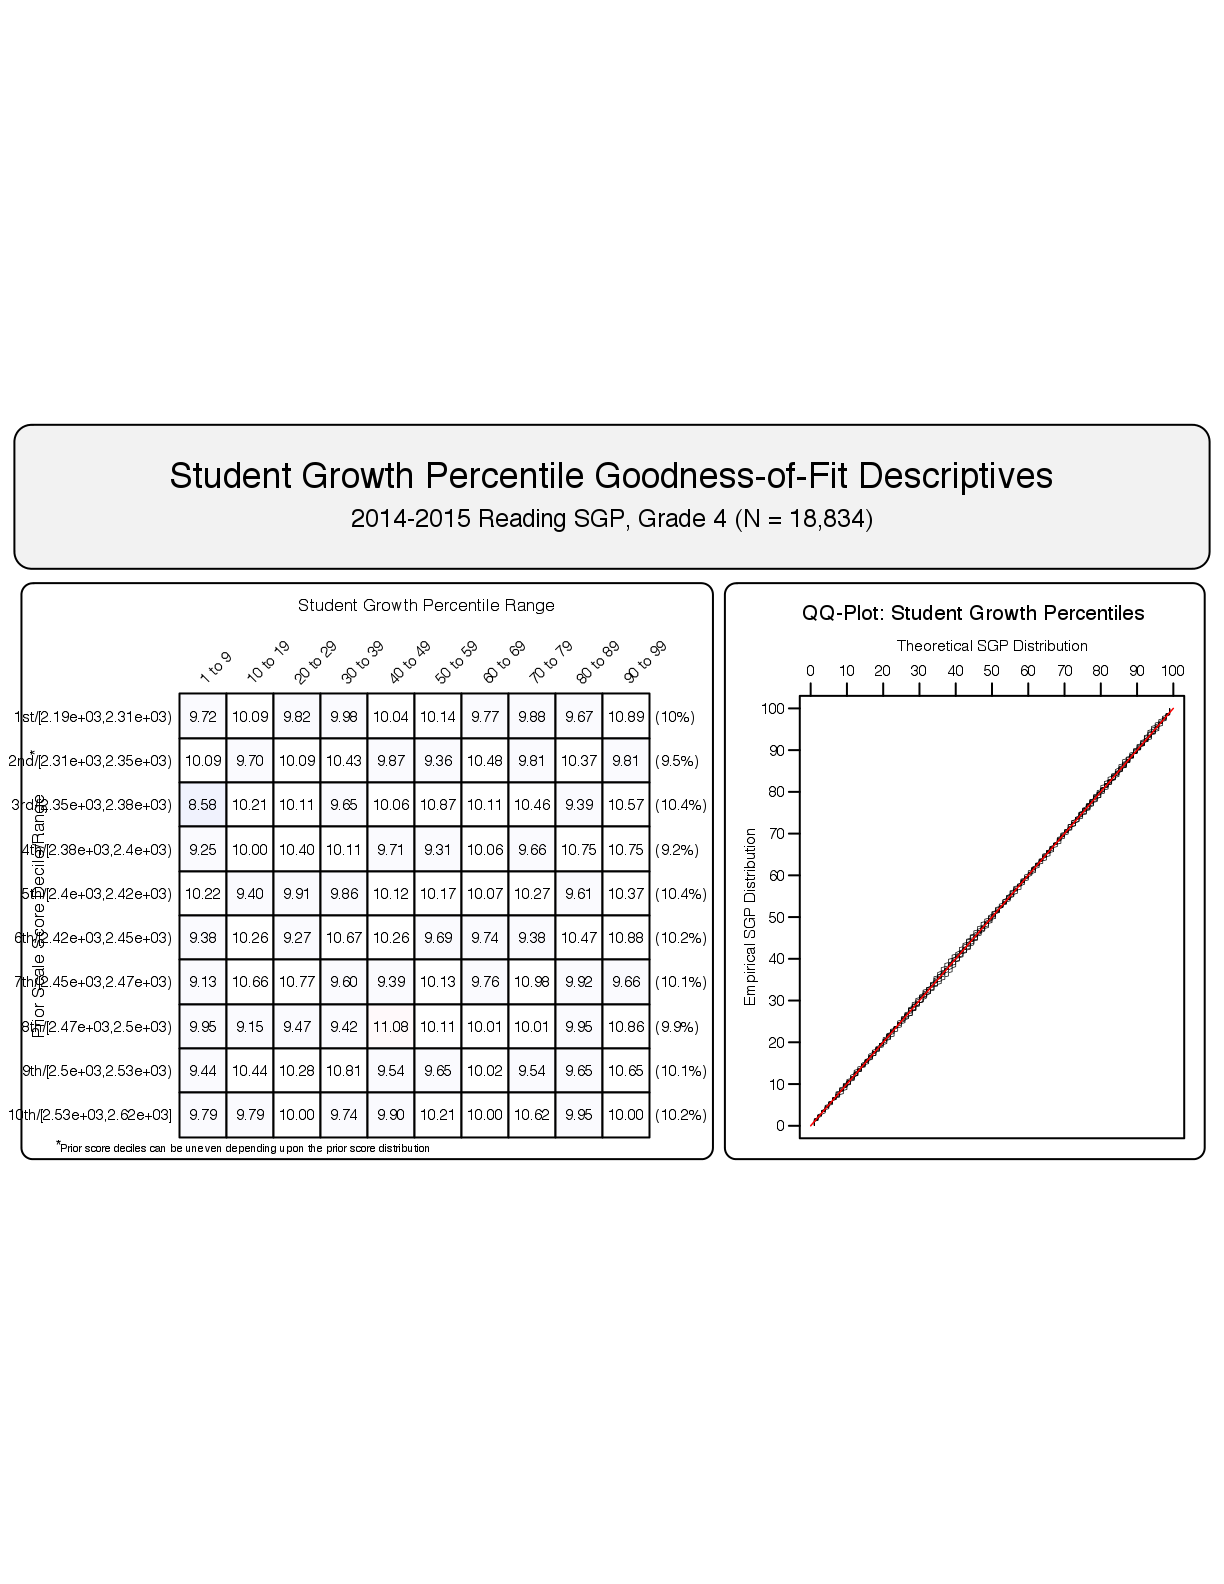 Student Growth Percentile Goodness-of-Fit Descriptives
2014-2015 Reading SGP, Grade 4 (N = 18,834)
Student Growth Percentile Range
1 to 9 10 to 19 20 to 29 30 to 39 40 to 49 50 to 59 60 to 69 70 to 79 80 to 89 90 to 99
Prior Scale Score Decile/Range
*
1st/[2.19e+03,2.31e+03) 9.72 10.09 9.82 9.98 10.04 10.14 9.77 9.88 9.67 10.89 (10%)
2nd/[2.31e+03,2.35e+03) 10.09 9.70 10.09 10.43 9.87 9.36 10.48 9.81 10.37 9.81 (9.5%)
3rd/[2.35e+03,2.38e+03) 8.58 10.21 10.11 9.65 10.06 10.87 10.11 10.46 9.39 10.57 (10.4%)
4th/[2.38e+03,2.4e+03) 9.25 10.00 10.40 10.11 9.71 9.31 10.06 9.66 10.75 10.75 (9.2%)
5th/[2.4e+03,2.42e+03) 10.22 9.40 9.91 9.86 10.12 10.17 10.07 10.27 9.61 10.37 (10.4%)
6th/[2.42e+03,2.45e+03) 9.38 10.26 9.27 10.67 10.26 9.69 9.74 9.38 10.47 10.88 (10.2%)
7th/[2.45e+03,2.47e+03) 9.13 10.66 10.77 9.60 9.39 10.13 9.76 10.98 9.92 9.66 (10.1%)
8th/[2.47e+03,2.5e+03) 9.95 9.15 9.47 9.42 11.08 10.11 10.01 10.01 9.95 10.86 (9.9%)
9th/[2.5e+03,2.53e+03) 9.44 10.44 10.28 10.81 9.54 9.65 10.02 9.54 9.65 10.65 (10.1%)
10th/[2.53e+03,2.62e+03] 9.79 9.79 10.00 9.74 9.90 10.21 10.00 10.62 9.95 10.00 (10.2%)
*Prior score deciles can be uneven depending upon the prior score distribution
QQ-Plot: Student Growth Percentiles
Theoretical SGP Distribution
0 10 20 30 40 50 60 70 80 90 100
Empirical SGP Distribution
100
90
80
70
60
50
40
30
20
10
0